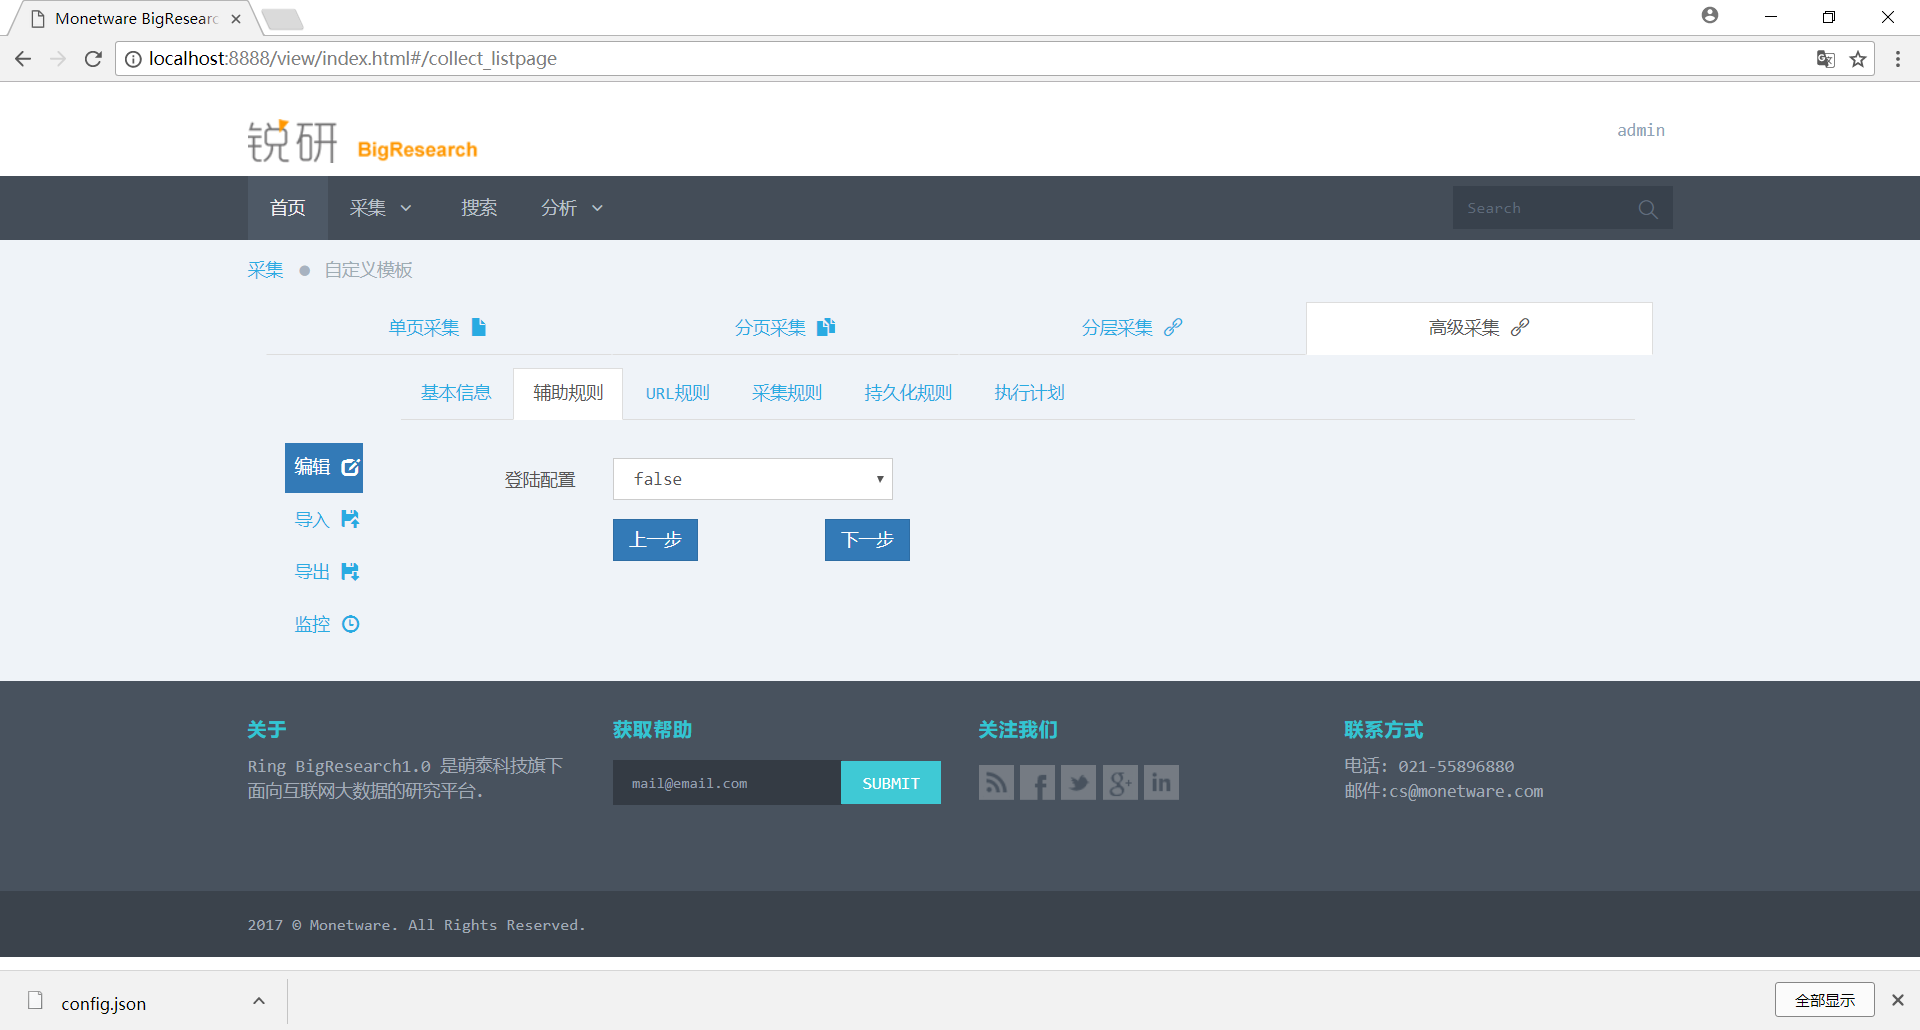 Monetware BigResearc
localhost:8888/view/index.html#/collect_listpage
锐研 BigResearch
admin
首页 采集 搜索 分析 Search
采集 自定义模板
单页采集 分页采集 分层采集 高级采集
基本信息 辅助规则 URL规则 采集规则 持久化规则 执行计划
编辑
登陆配置 false
导入
上一步 下一步
导出
监控
关于 获取帮助 关注我们 联系方式
Ring BigResearch1.0 是萌泰科技旗下
面向互联网大数据的研究平台.
mail@email.com SUBMIT
电话: 021-55896880
邮件:cs@monetware.com
2017 © Monetware. All Rights Reserved.
config.json 全部显示